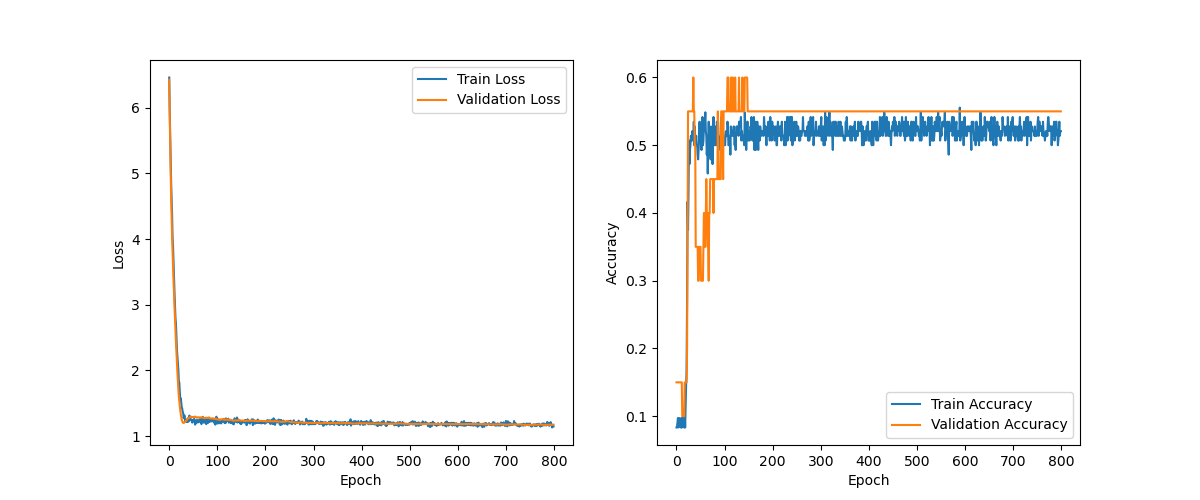 Train Loss
Validation Loss
6
5
4
3
2
1
Loss
0 100 200 300 400 500 600 700 800
Epoch
0.6
0.5
0.4
0.3
0.2
0.1
Accuracy
Train Accuracy
Validation Accuracy
0 100 200 300 400 500 600 700 800
Epoch